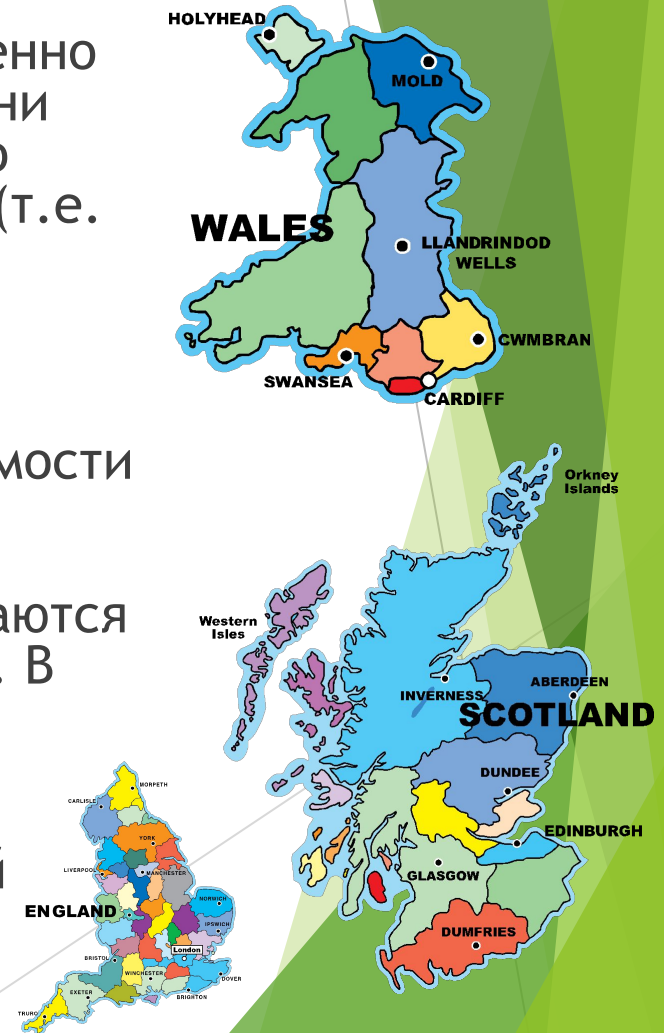 енно
ни
о
(т.е.
мости
аются
. В
й
HOLYHEAD
MOLD
WALES
LLANDRINDOD
WELLS
CWMBRAN
SWANSEA
CARDIFF
Orkney
Islands
Western
Isles
INVERNESS
ABERDEEN
SCOTLAND
DUNDEE
EDINBURGH
GLASGOW
DUMFRIES
MORPETH
CARLISLE
YORK
LIVERPOOL
MANCHESTER
ENGLAND
NORWICH
IPSWICH
London
BRISTOL
WINCHESTER
DOVER
EXETER
BRIGHTON
TRURO